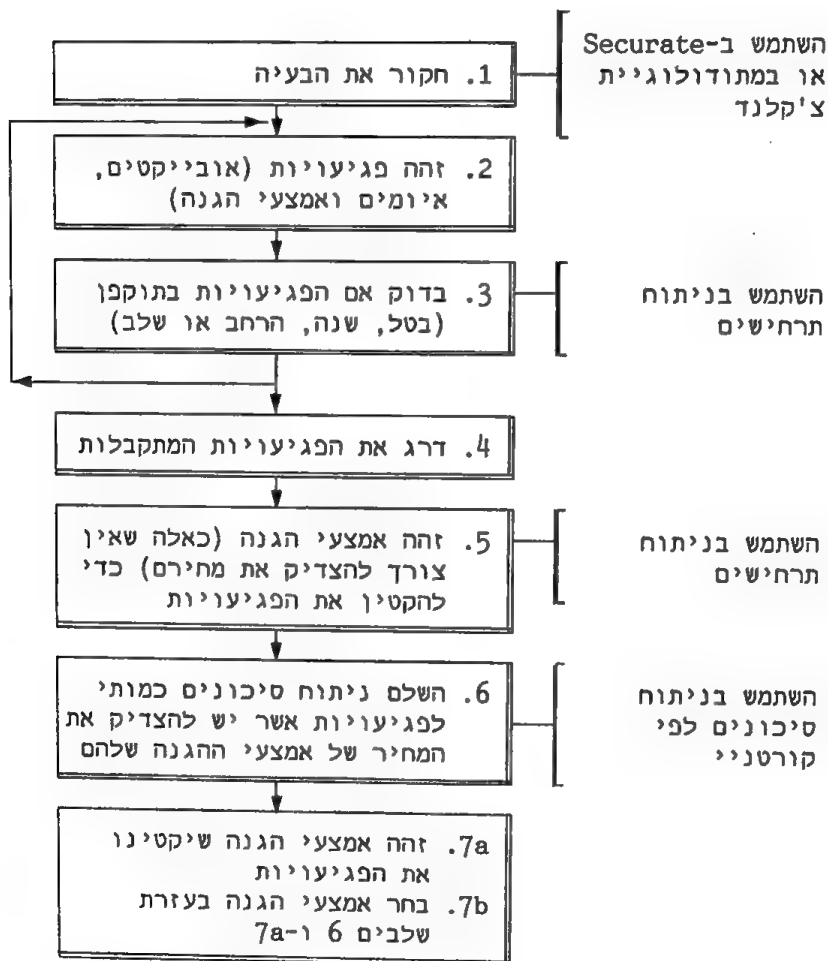 השתמש ב-Securate
או במתודולוגיית
צ'קלנד
1. חקור את הבעיה
2. זהה פגיעויות (אובייקטים,
איומים ואמצעי הגנה)
3. בדוק אם הפגיעויות בתוקפן
(בטל, שנה, הרחב או שלב)
השתמש בניתוח
תרחישים
4. דרג את הפגיעויות המתקבלות
5. זהה אמצעי הגנה (כאלה שאין
צורך להצדיק את מחירם) כדי
להקטין את הפגיעויות
השתמש בניתוח
תרחישים
6. השלם ניתוח סיכונים כמותי
לפגיעויות אשר יש להצדיק את
המחיר של אמצעי ההגנה שלהם
השתמש בניתוח
סיכונים לפי
קורטניי
7a. זהה אמצעי הגנה שיקטינו
את הפגיעויות
7b. בחר אמצעי הגנה בעזרת
שלבים 6 ו-7a